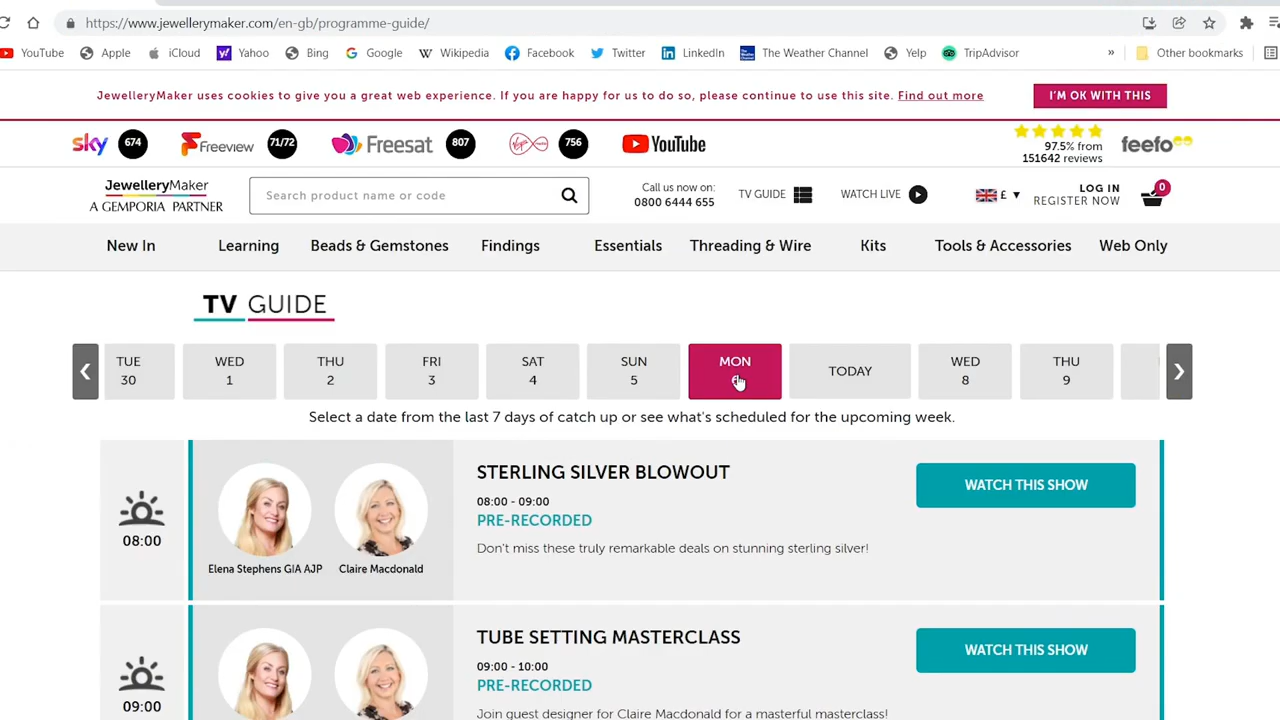 https://www.jewellerymaker.com/en-gb/programme-guide/
YouTube Apple iCloud Yahoo Bing Google Wikipedia Facebook Twitter LinkedIn The Weather Channel Yelp TripAdvisor » Other bookmarks
JewelleryMaker uses cookies to give you a great web experience. If you are happy for us to do so, please continue to use this site. Find out more
I'M OK WITH THIS
sky 674 Freeview 71/72 Freesat 807 756 YouTube
97.5% from
151642 reviews
feefo
JewelleryMaker
A GEMPORIA PARTNER
Search product name or code
Call us now on:
0800 6444 655
TV GUIDE
WATCH LIVE
£ ▼
LOG IN
REGISTER NOW
0
New In Learning Beads & Gemstones Findings Essentials Threading & Wire Kits Tools & Accessories Web Only
TV GUIDE
TUE
30
WED
1
THU
2
FRI
3
SAT
4
SUN
5
MON
TODAY
WED
8
THU
9
Select a date from the last 7 days of catch up or see what's scheduled for the upcoming week.
08:00
Elena Stephens GIA AJP
Claire Macdonald
STERLING SILVER BLOWOUT
08:00 - 09:00
PRE-RECORDED
Don't miss these truly remarkable deals on stunning sterling silver!
WATCH THIS SHOW
09:00
TUBE SETTING MASTERCLASS
09:00 - 10:00
PRE-RECORDED
Join guest designer for Claire Macdonald for a masterful masterclass!
WATCH THIS SHOW